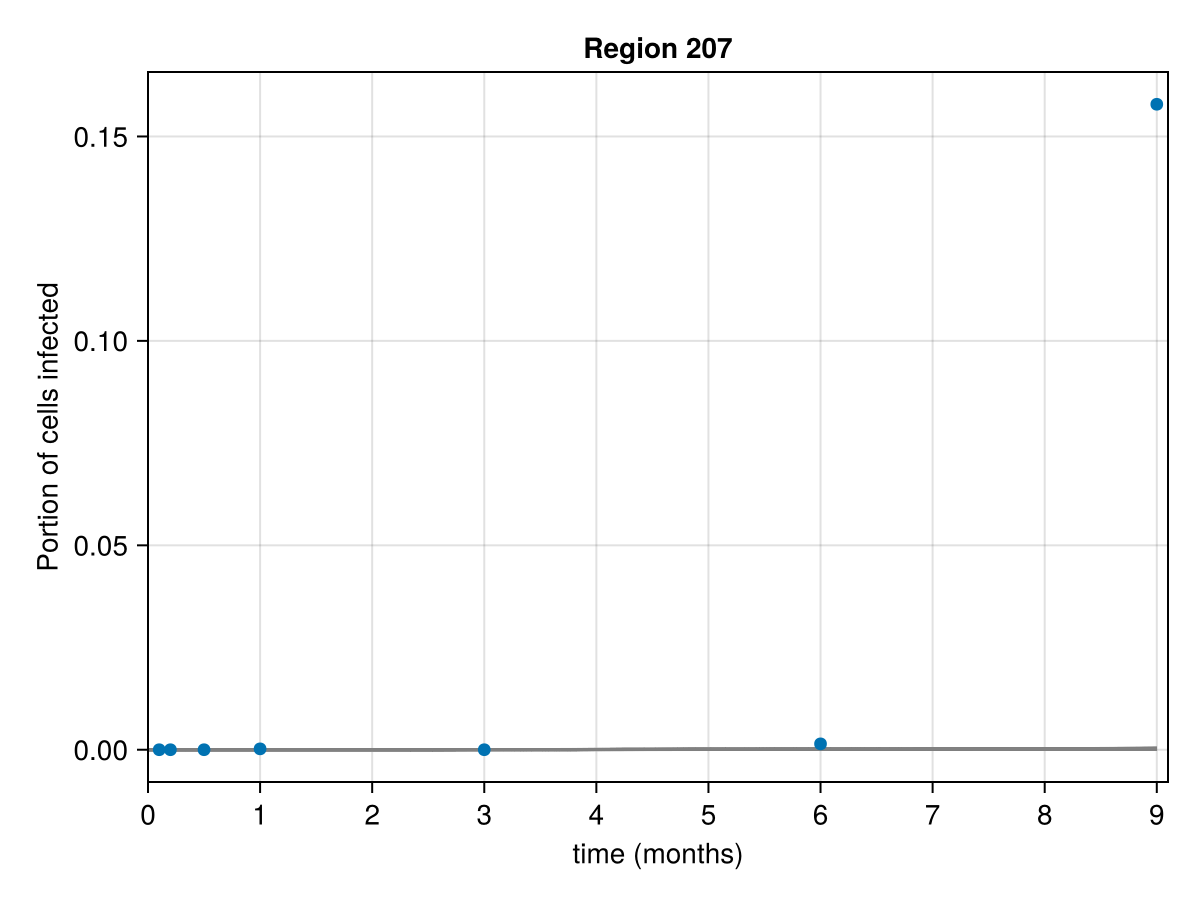 Region 207
0.15
0.10
0.05
0.00
Portion of cells infected
0 1 2 3 4 5 6 7 8 9
time (months)